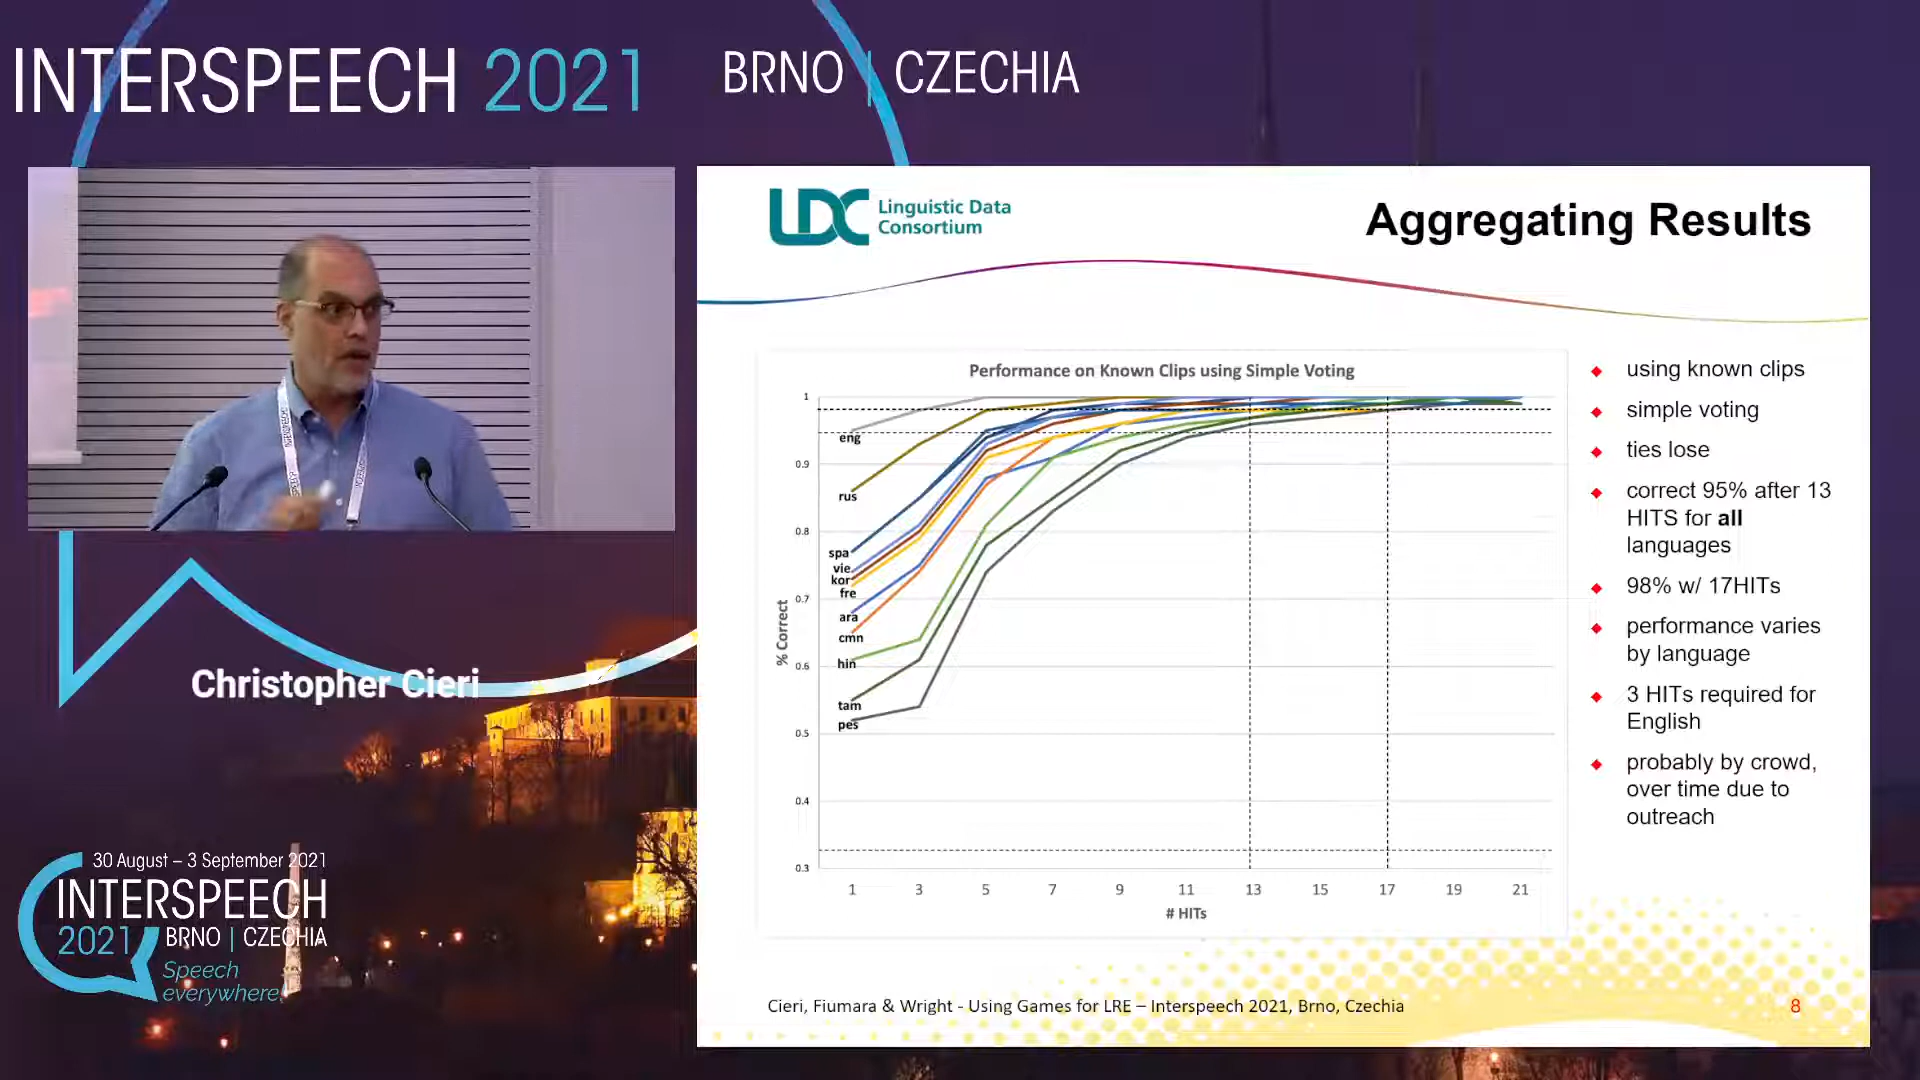 INTERSPEECH 2021
BRNO | CZECHIA
LDC Linguistic Data
Consortium
Aggregating Results
Performance on Known Clips using Simple Voting
1
0.9
0.8
0.7
0.6
0.5
0.4
0.3
% Correct
eng
rus
spa
vie
kor
fre
ara
cmn
hin
tam
pes
1 3 5 7 9 11 13 15 17 19 21
# HITs
using known clips
simple voting
ties lose
correct 95% after 13
HITS for all
languages
98% w/ 17HITs
performance varies
by language
3 HITs required for
English
probably by crowd,
over time due to
outreach
Cieri, Fiumara & Wright - Using Games for LRE – Interspeech 2021, Brno, Czechia
8
Christopher Cieri
30 August – 3 September 2021
INTERSPEECH
2021 BRNO | CZECHIA
Speech
everywhere!